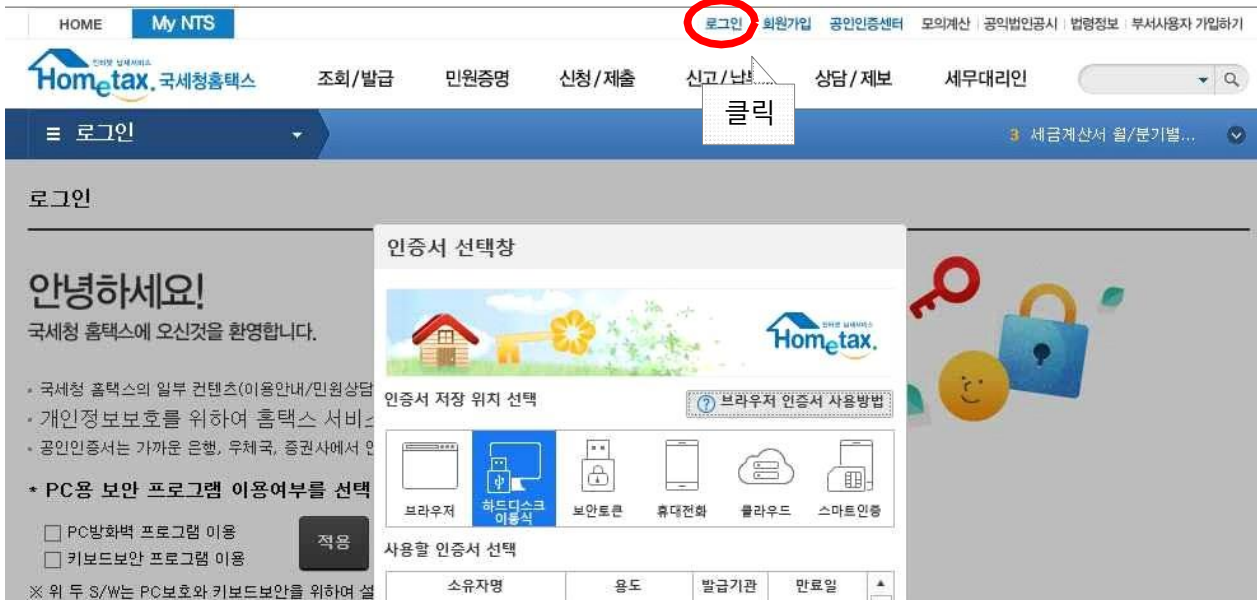 HOME My NTS 로그인 회원가입 공인인증센터 모의계산 공익법인공시 법령정보 부서사용자 가입하기
인터넷 납세서비스
Hometax. 국세청홈택스 조회/발급 민원증명 신청/제출 신고/납부 상담/제보 세무대리인
클릭
로그인 3 세금계산서 월/분기별...
로그인
인증서 선택창
안녕하세요!
국세청 홈택스에 오신것을 환영합니다.
Hometax.
국세청 홈택스의 일부 컨텐츠(이용안내/민원상담
인증서 저장 위치 선택 브라우저 인증서 사용방법
개인정보보호를 위하여 홈택스 서비스
공인인증서는 가까운 은행, 우체국, 증권사에서
* PC용 보안 프로그램 이용여부를 선택
브라우저 하드디스크 이동식 보안토큰 휴대전화 클라우드 스마트인증
PC방화벽 프로그램 이용
키보드보안 프로그램 이용
적용
사용할 인증서 선택
소유자명 용도 발급기관 만료일
※ 위 두 S/W는 PC보호와 키보드보안을 위하여 설